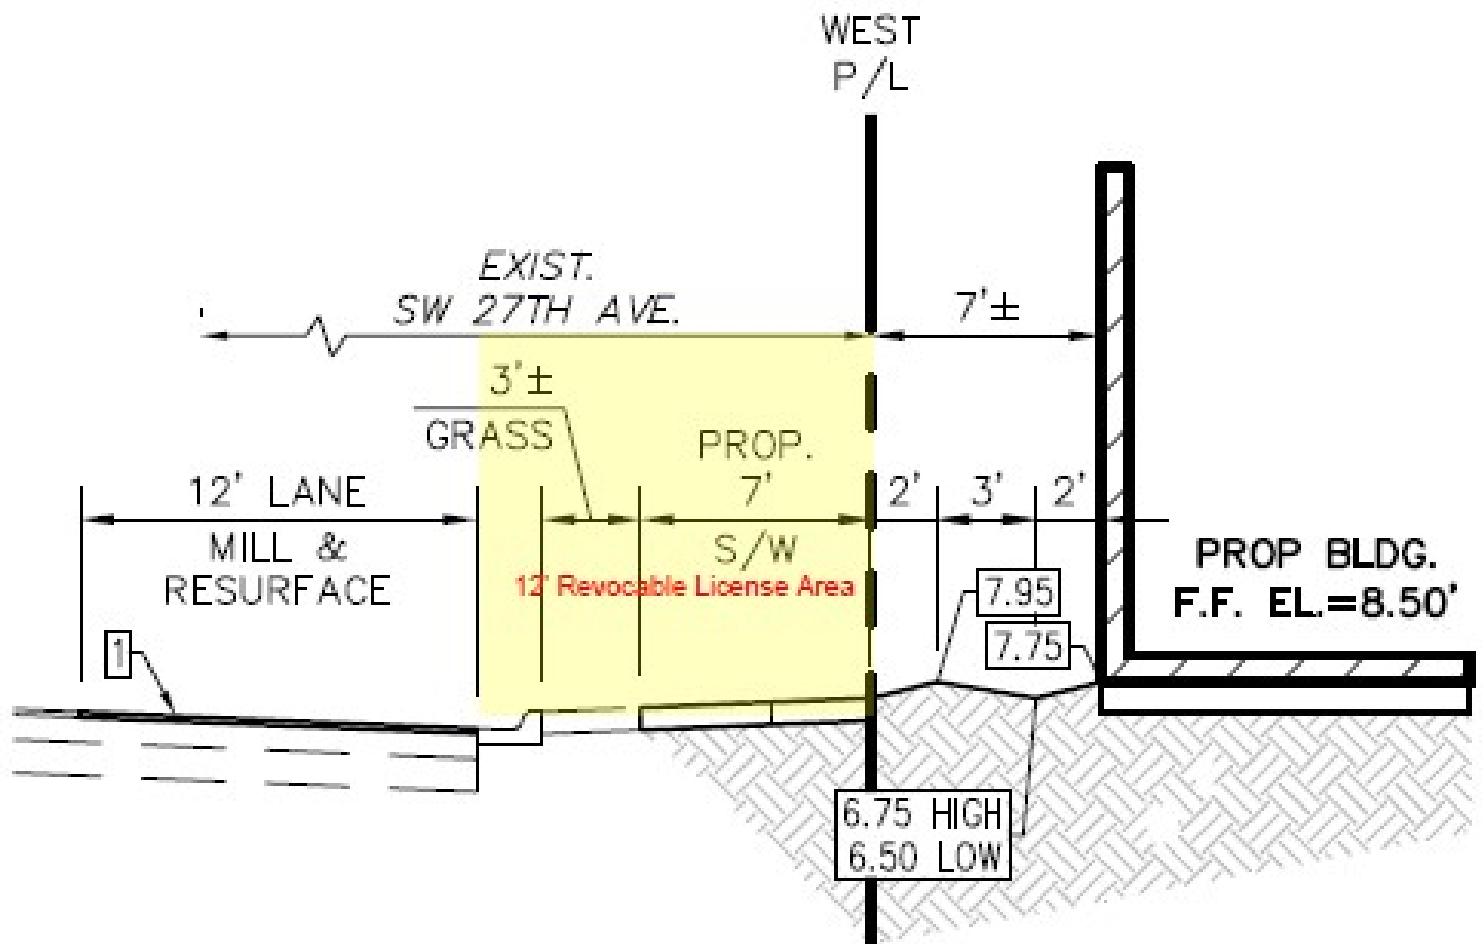 WEST
P/L
EXIST.
SW 27TH AVE.
7'±
3'±
GRASS
PROP.
7'
S/W
12' LANE
MILL &
RESURFACE
2'
3'
2'
12' Revocable License Area
PROP BLDG.
F.F. EL.=8.50'
7.95
7.75
1
6.75 HIGH
6.50 LOW